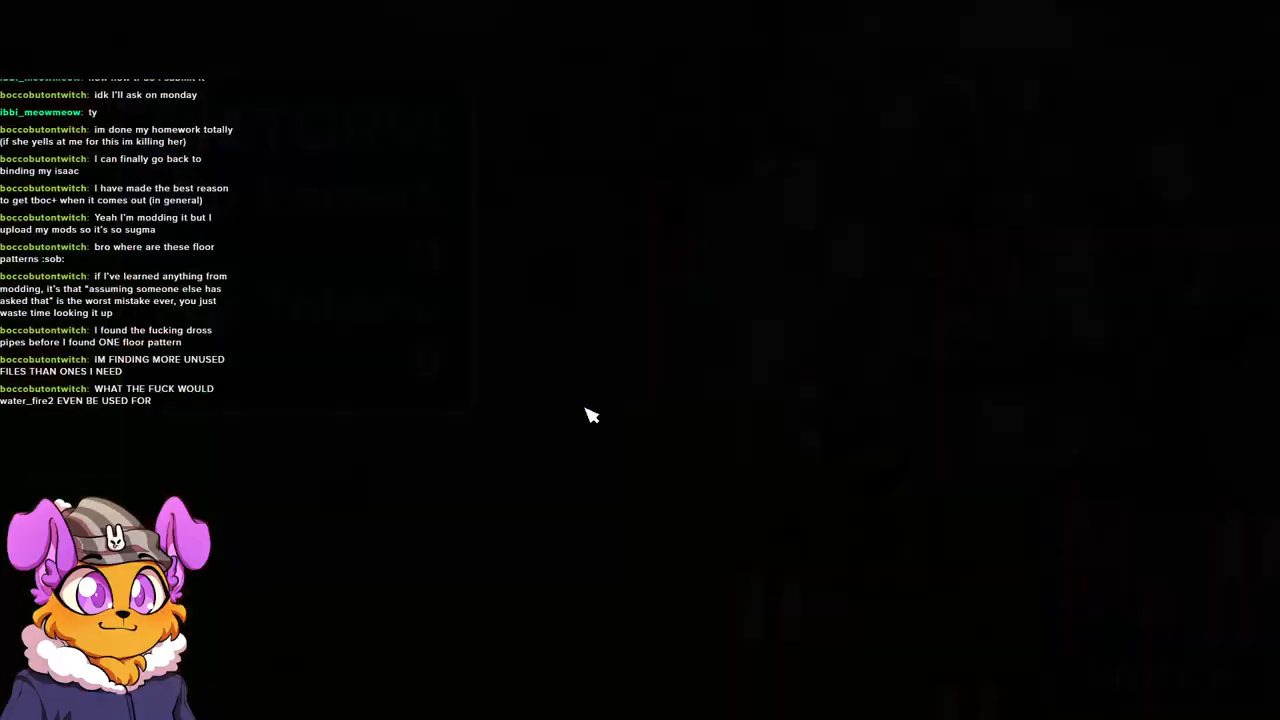 boccobutontwitch: idk I'll ask on monday
ibbi_meowmeow: ty
boccobutontwitch: im done my homework totally
(if she yells at me for this im killing her)
boccobutontwitch: I can finally go back to
binding my isaac
boccobutontwitch: I have made the best reason
to get tboc+ when it comes out (in general)
boccobutontwitch: Yeah I'm modding it but I
upload my mods so it's so sugma
boccobutontwitch: bro where are these floor
patterns :sob:
boccobutontwitch: if I've learned anything from
modding, it's that "assuming someone else has
asked that" is the worst mistake ever, you just
waste time looking it up
boccobutontwitch: I found the fucking dross
pipes before I found ONE floor pattern
boccobutontwitch: IM FINDING MORE UNUSED
FILES THAN ONES I NEED
boccobutontwitch: WHAT THE FUCK WOULD
water_fire2 EVEN BE USED FOR